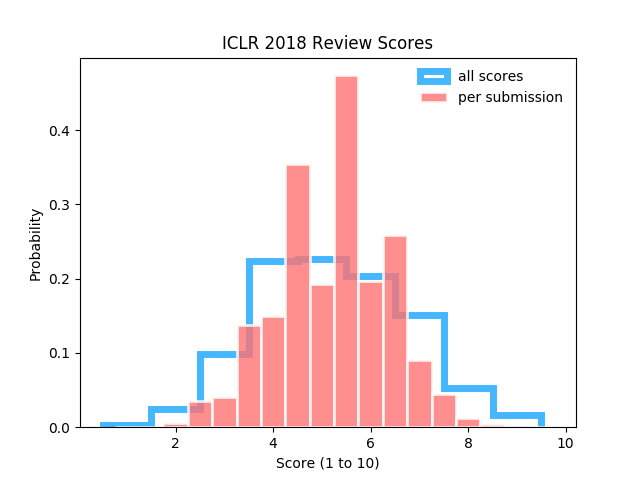 ICLR 2018 Review Scores
all scores
per submission
0.4
0.3
0.2
0.1
0.0
Probability
2 4 6 8 10
Score (1 to 10)